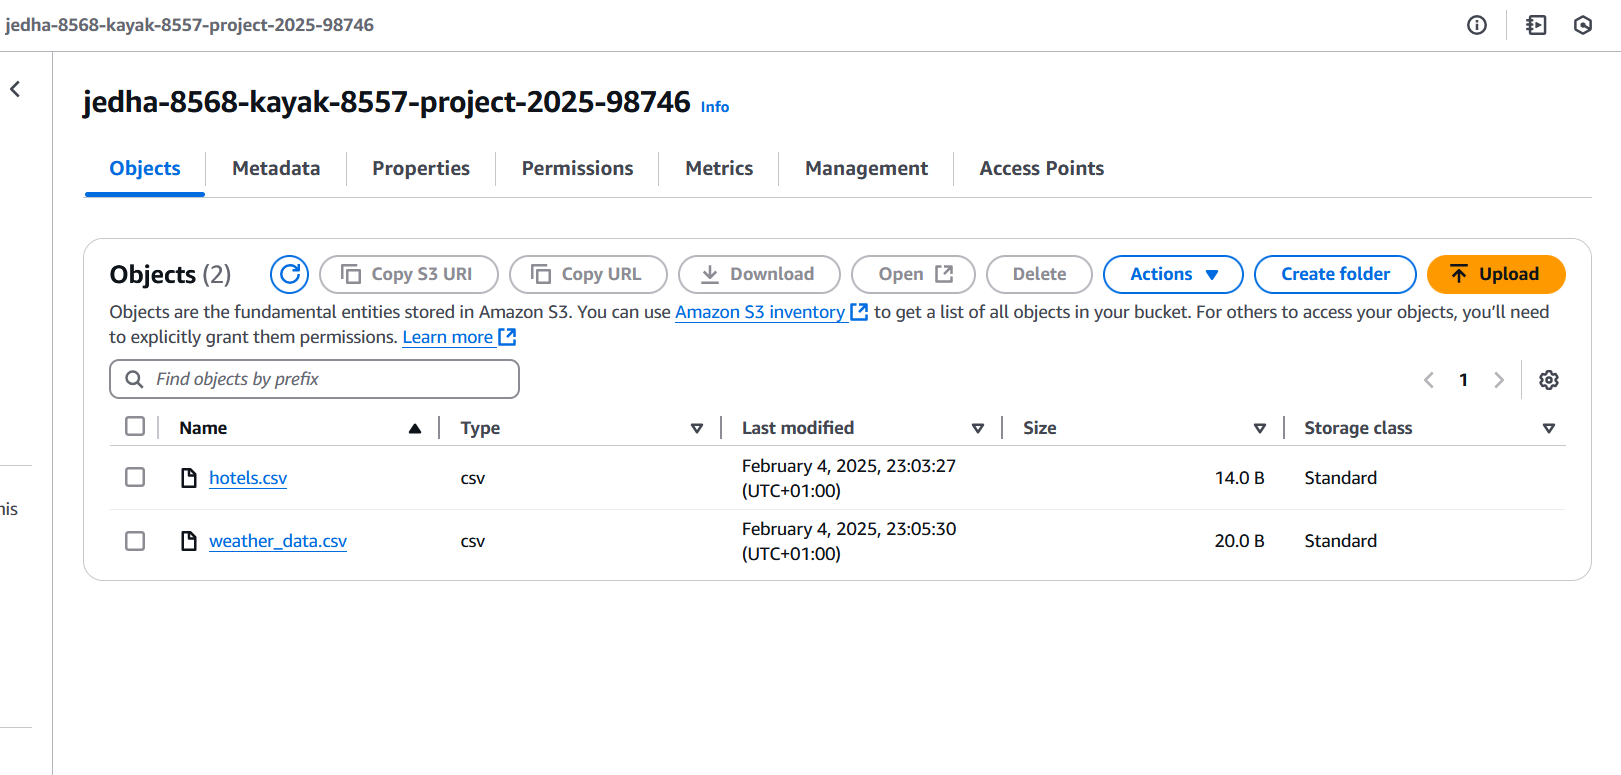 jedha-8568-kayak-8557-project-2025-98746
jedha-8568-kayak-8557-project-2025-98746 Info
Objects Metadata Properties Permissions Metrics Management Access Points
Objects (2) Copy S3 URI Copy URL Download Open Delete Actions Create folder Upload
Objects are the fundamental entities stored in Amazon S3. You can use Amazon S3 inventory to get a list of all objects in your bucket. For others to access your objects, you'll need
to explicitly grant them permissions. Learn more
Find objects by prefix 1
Name Type Last modified Size Storage class
hotels.csv csv February 4, 2025, 23:03:27 (UTC+01:00) 14.0 B Standard
weather_data.csv csv February 4, 2025, 23:05:30 (UTC+01:00) 20.0 B Standard